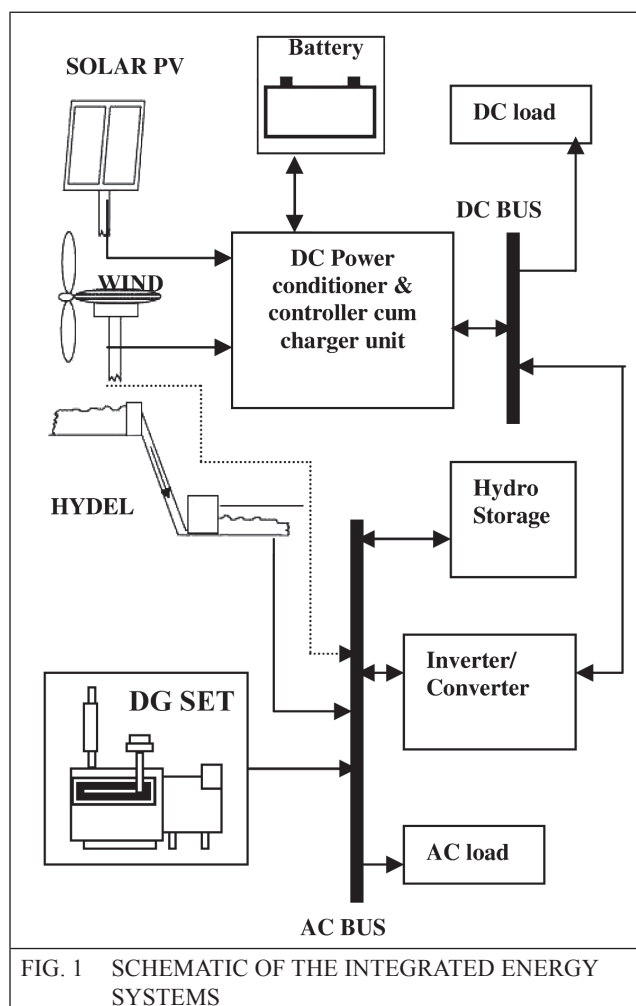 Battery
SOLAR PV
DC load
DC BUS
WIND
DC Power
conditioner &
controller cum
charger unit
HYDEL
Hydro
Storage
Inverter/
Converter
DG SET
AC load
AC BUS
FIG. 1 SCHEMATIC OF THE INTEGRATED ENERGY
SYSTEMS